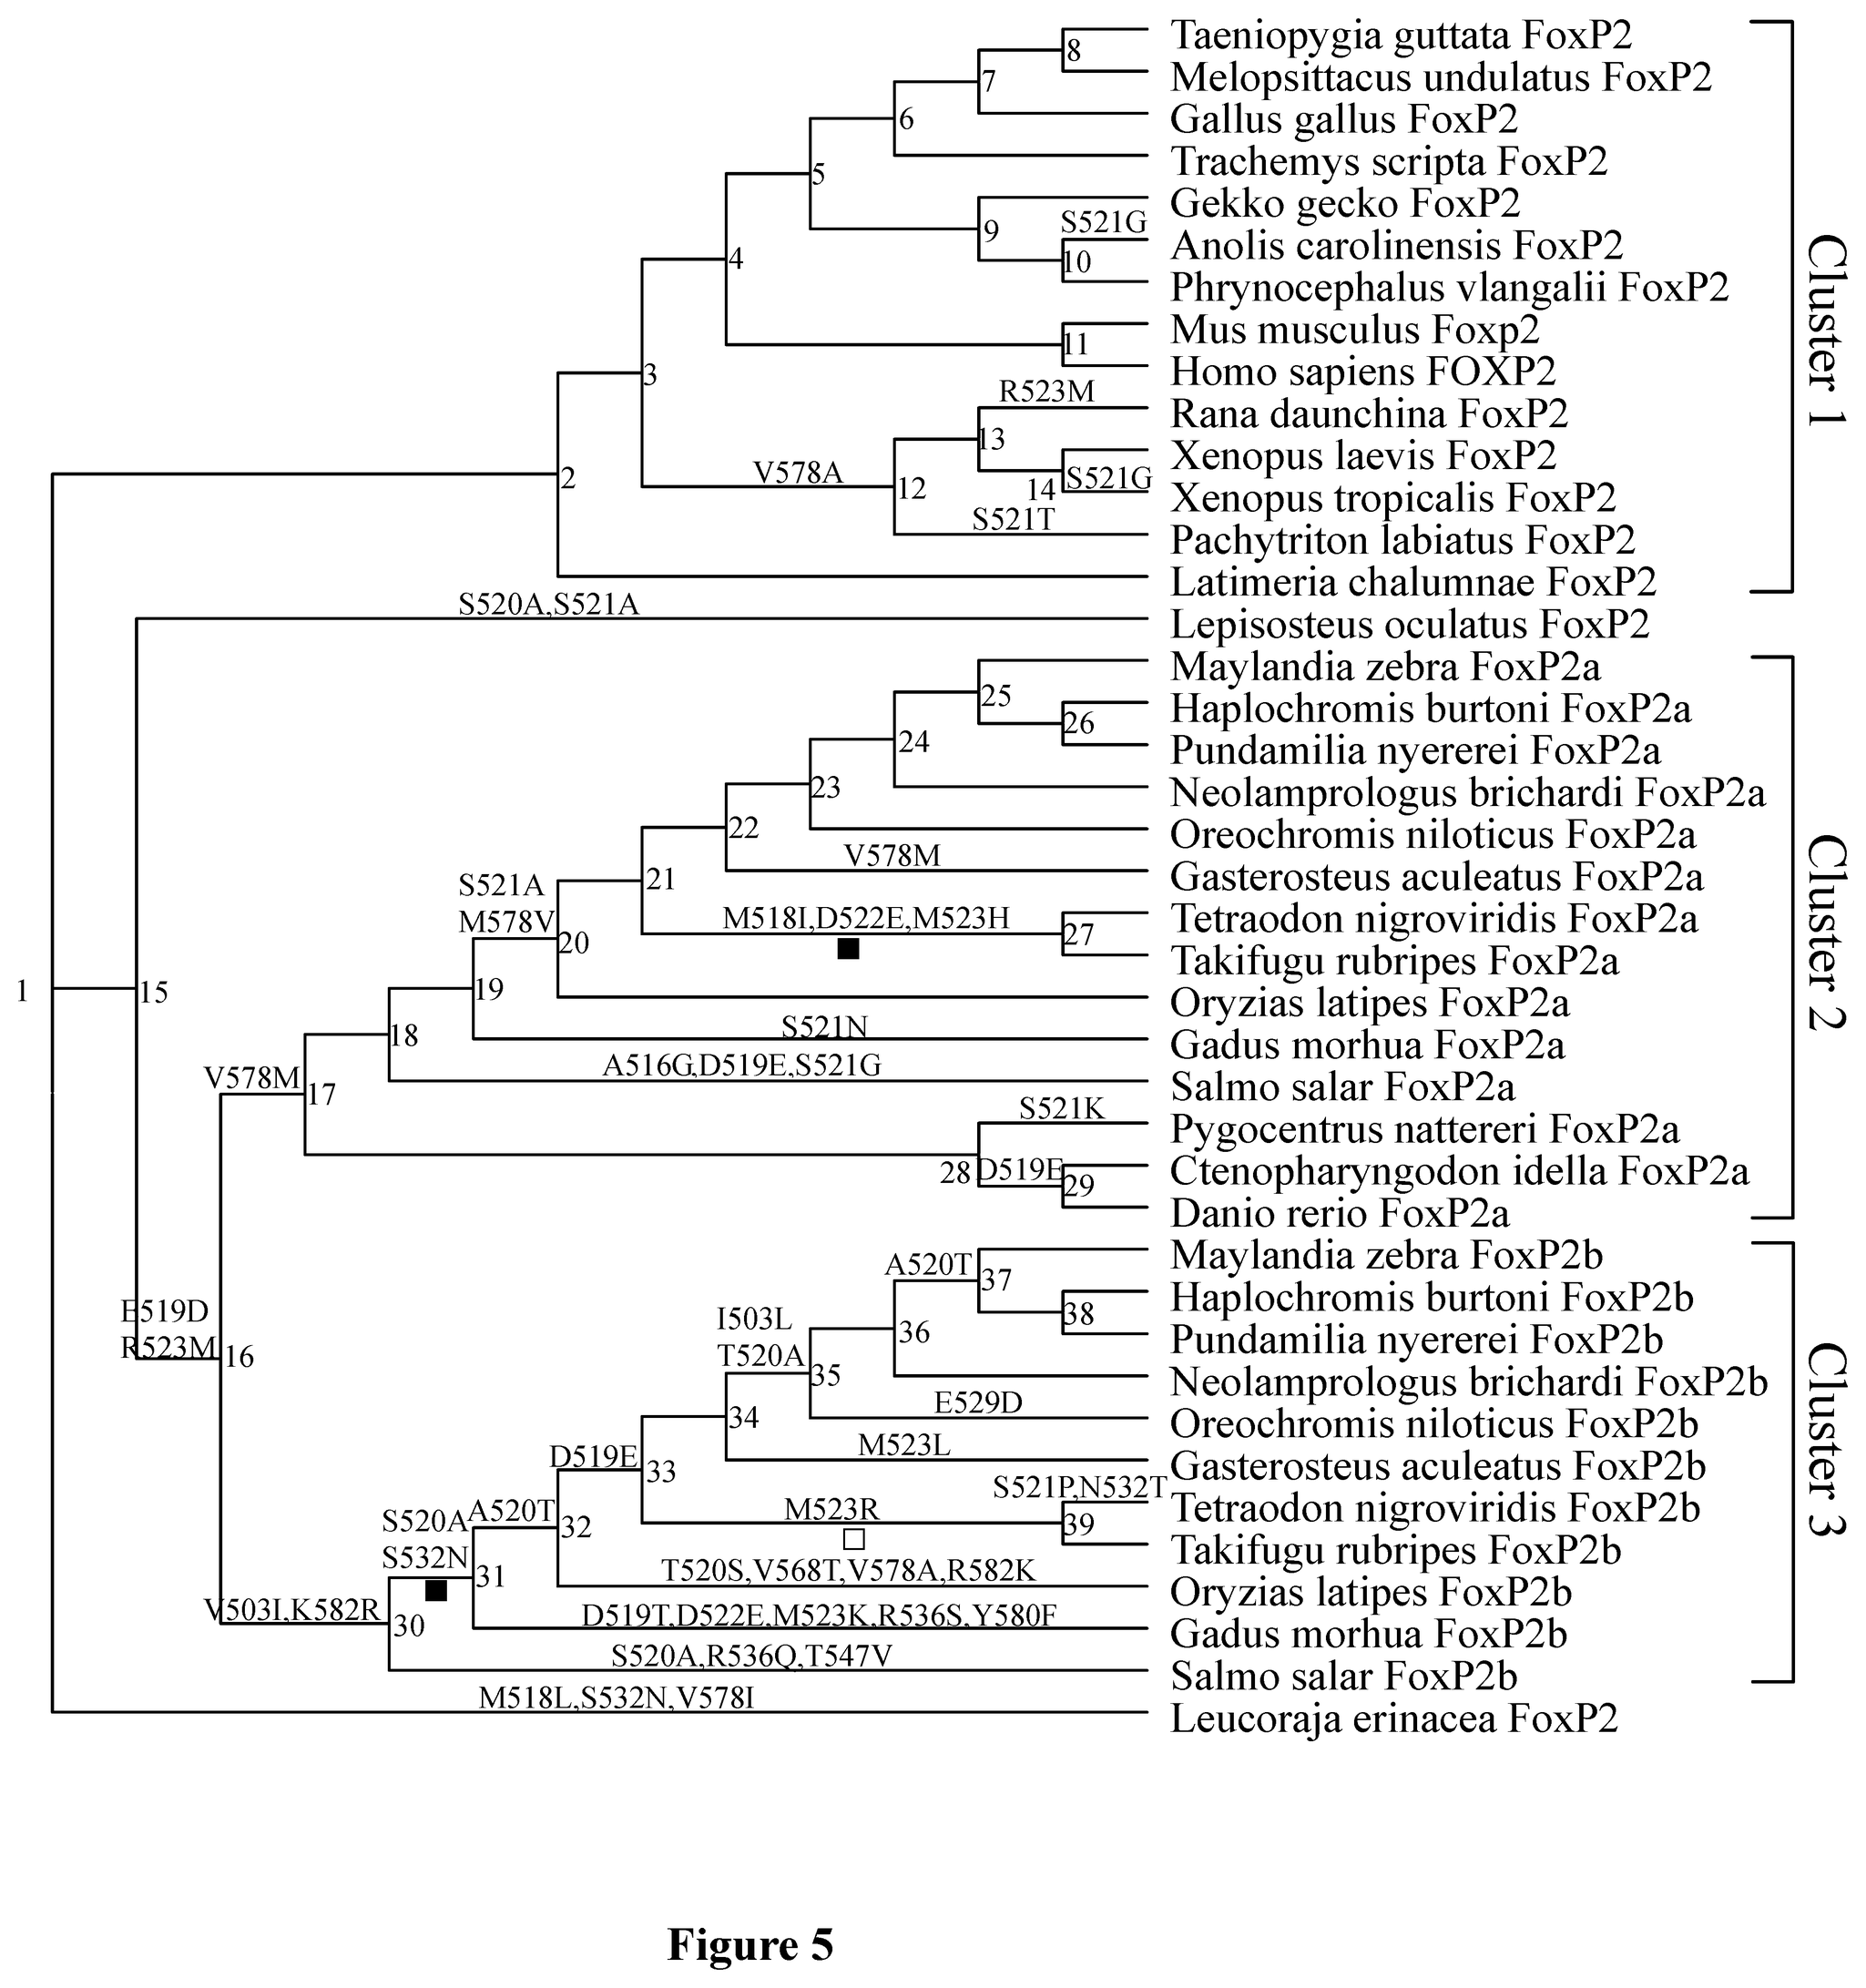 Taeniopygia guttata FoxP2
8
Melopsittacus undulatus FoxP2
7
Gallus gallus FoxP2
6
Trachemys scripta FoxP2
5
Gekko gecko FoxP2
S521G
9
Anolis carolinensis FoxP2
4
10
Phrynocephalus vlangalii FoxP2
Mus musculus Foxp2
11
Homo sapiens FOXP2
3
R523M
Rana daunchina FoxP2
13
Xenopus laevis FoxP2
V578A
S521G
2
12
14
Xenopus tropicalis FoxP2
S521T
Pachytriton labiatus FoxP2
Latimeria chalumnae FoxP2
Cluster 1
S520A,S521A
Lepisosteus oculatus FoxP2
Maylandia zebra FoxP2a
25
Haplochromis burtoni FoxP2a
26
24
Pundamilia nyererei FoxP2a
23
Neolamprologus brichardi FoxP2a
22
Oreochromis niloticus FoxP2a
V578M
Gasterosteus aculeatus FoxP2a
21
S521A
M578V
M518I,D522E,M523H
Tetraodon nigroviridis FoxP2a
27
20
Takifugu rubripes FoxP2a
1
15
19
Oryzias latipes FoxP2a
S521N
18
Gadus morhua FoxP2a
A516G,D519E,S521G
V578M
17
Salmo salar FoxP2a
S521K
Pygocentrus nattereri FoxP2a
28
D519E
29
Ctenopharyngodon idella FoxP2a
Danio rerio FoxP2a
Cluster 2
Maylandia zebra FoxP2b
A520T
37
Haplochromis burtoni FoxP2b
38
E519D
R523M
16
I503L
T520A
36
Pundamilia nyererei FoxP2b
35
Neolamprologus brichardi FoxP2b
E529D
34
Oreochromis niloticus FoxP2b
M523L
D519E
33
Gasterosteus aculeatus FoxP2b
S521P,N532T
M523R
Tetraodon nigroviridis FoxP2b
39
S520A
S532N
A520T
32
Takifugu rubripes FoxP2b
31
T520S,V568T,V578A,R582K
Oryzias latipes FoxP2b
V503I,K582R
30
D519T,D522E,M523K,R536S,Y580F
Gadus morhua FoxP2b
S520A,R536Q,T547V
Salmo salar FoxP2b
Cluster 3
M518L,S532N,V578I
Leucoraja erinacea FoxP2
Figure 5